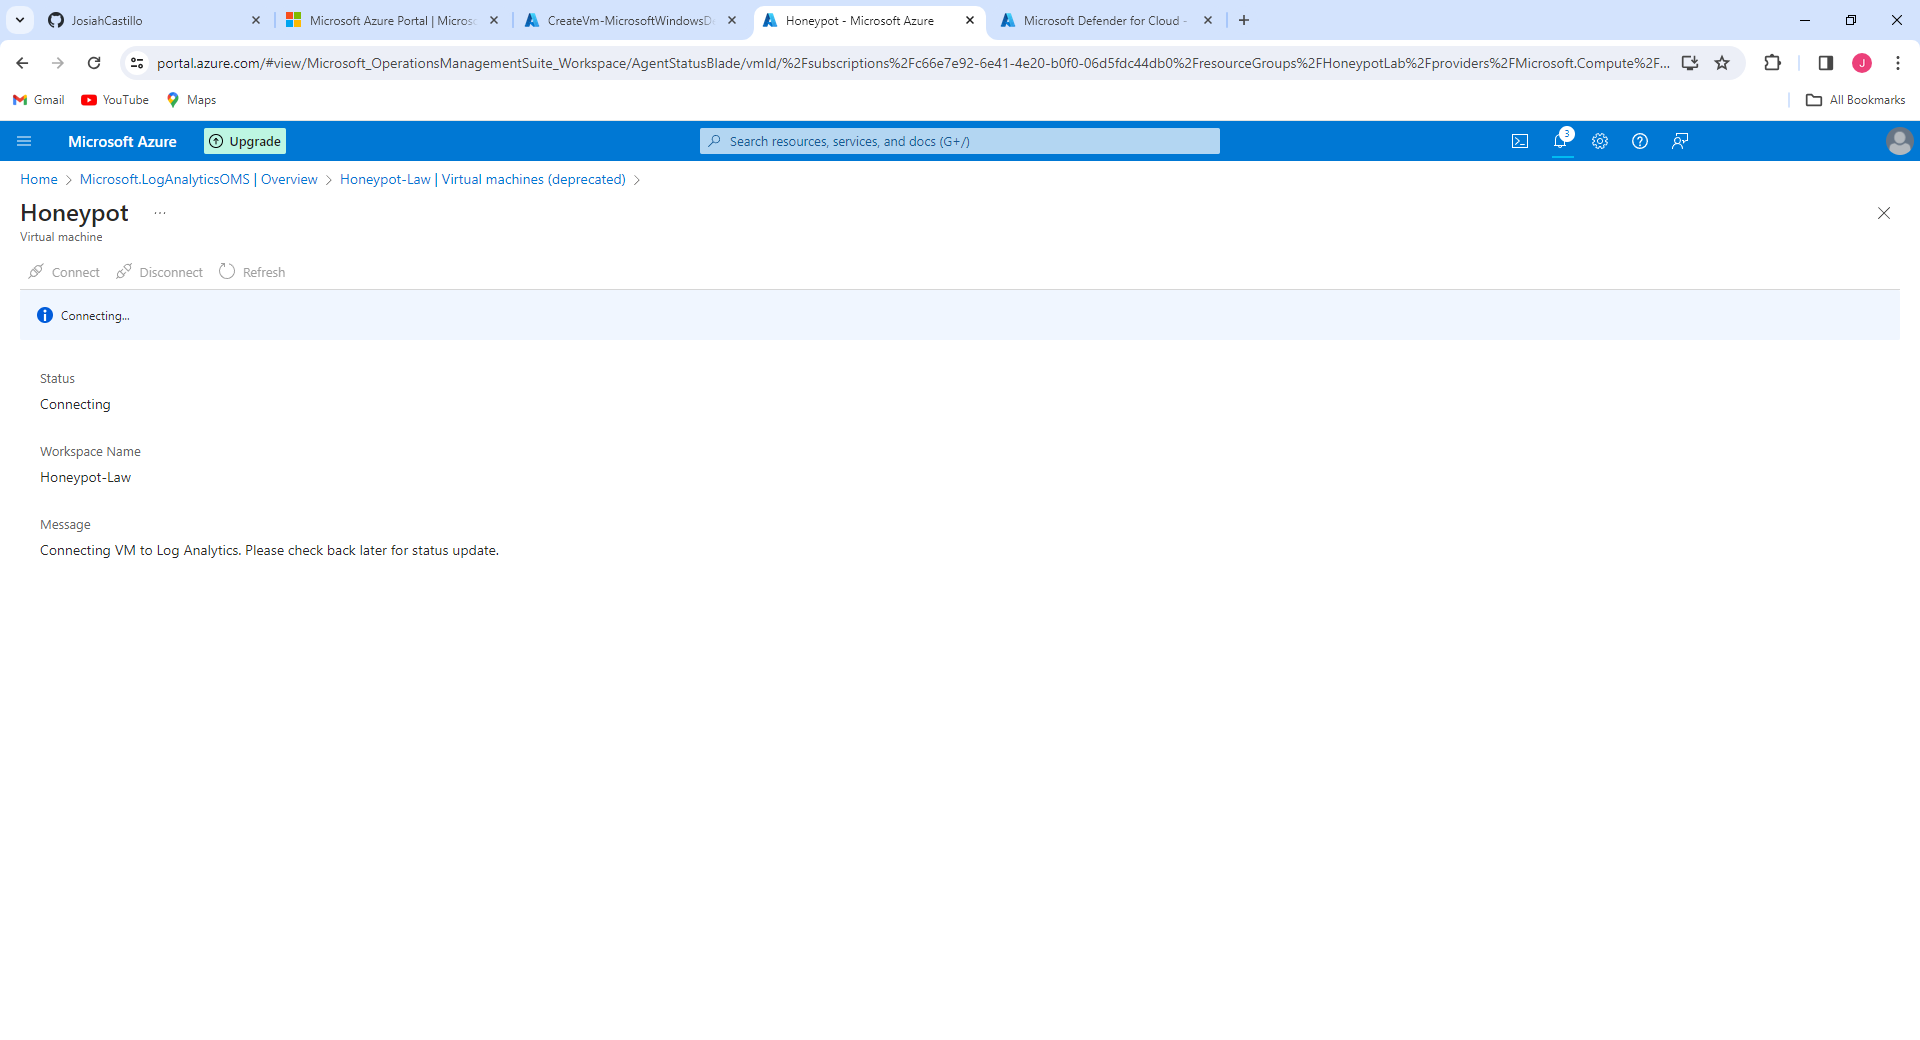 JosiahCastillo
Microsoft Azure Portal | Microso
CreateVm-MicrosoftWindowsDe
Honeypot - Microsoft Azure
Microsoft Defender for Cloud -
portal.azure.com/#view/Microsoft_OperationsManagementSuite_Workspace/AgentStatusBlade/vmId/%2Fsubscriptions%2Fc66e7e92-6e41-4e20-b0f0-06d5fdc44db0%2FresourceGroups%2FHoneypotLab%2Fproviders%2FMicrosoft.Compute%2F...
J
Gmail
YouTube
Maps
All Bookmarks
Microsoft Azure
Upgrade
Search resources, services, and docs (G+/)
3
Home > Microsoft.LogAnalyticsOMS | Overview > Honeypot-Law | Virtual machines (deprecated) >
Honeypot ...
Virtual machine
Connect
Disconnect
Refresh
Connecting...
Status
Connecting
Workspace Name
Honeypot-Law
Message
Connecting VM to Log Analytics. Please check back later for status update.